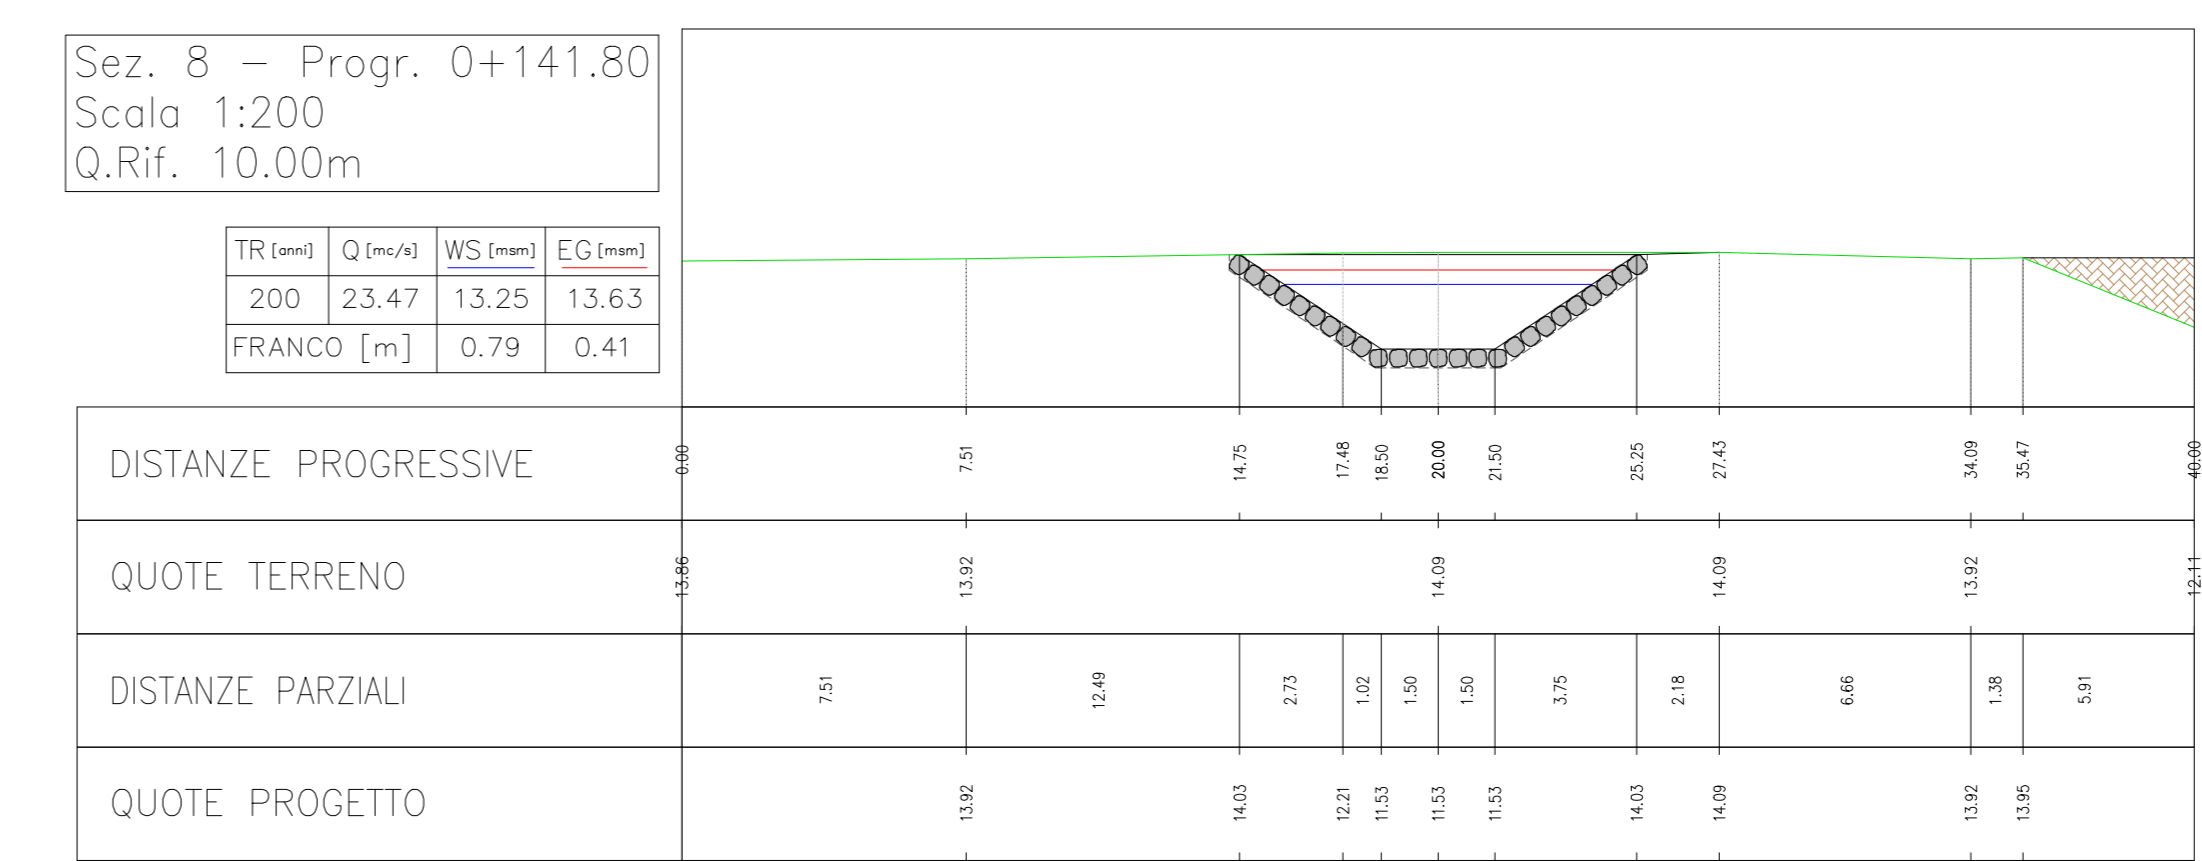 Sez. 8 – Progr. 0+141.80
Scala 1:200
Q.Rif. 10.00m
TR [anni] Q [mc/s] WS [msm] EG [msm]
200 23.47 13.25 13.63
FRANCO [m] 0.79 0.41
DISTANZE PROGRESSIVE 0.00 7.51 14.75 17.48 18.50 20.00 21.50 25.25 27.43 34.09 35.47 40.00
QUOTE TERRENO 13.86 13.92 14.09 14.09 13.92 12.11
DISTANZE PARZIALI 7.51 12.49 2.73 1.02 1.50 1.50 3.75 2.18 6.66 1.38 5.91
QUOTE PROGETTO 13.92 14.03 12.21 11.53 11.53 11.53 14.03 14.09 13.92 13.95